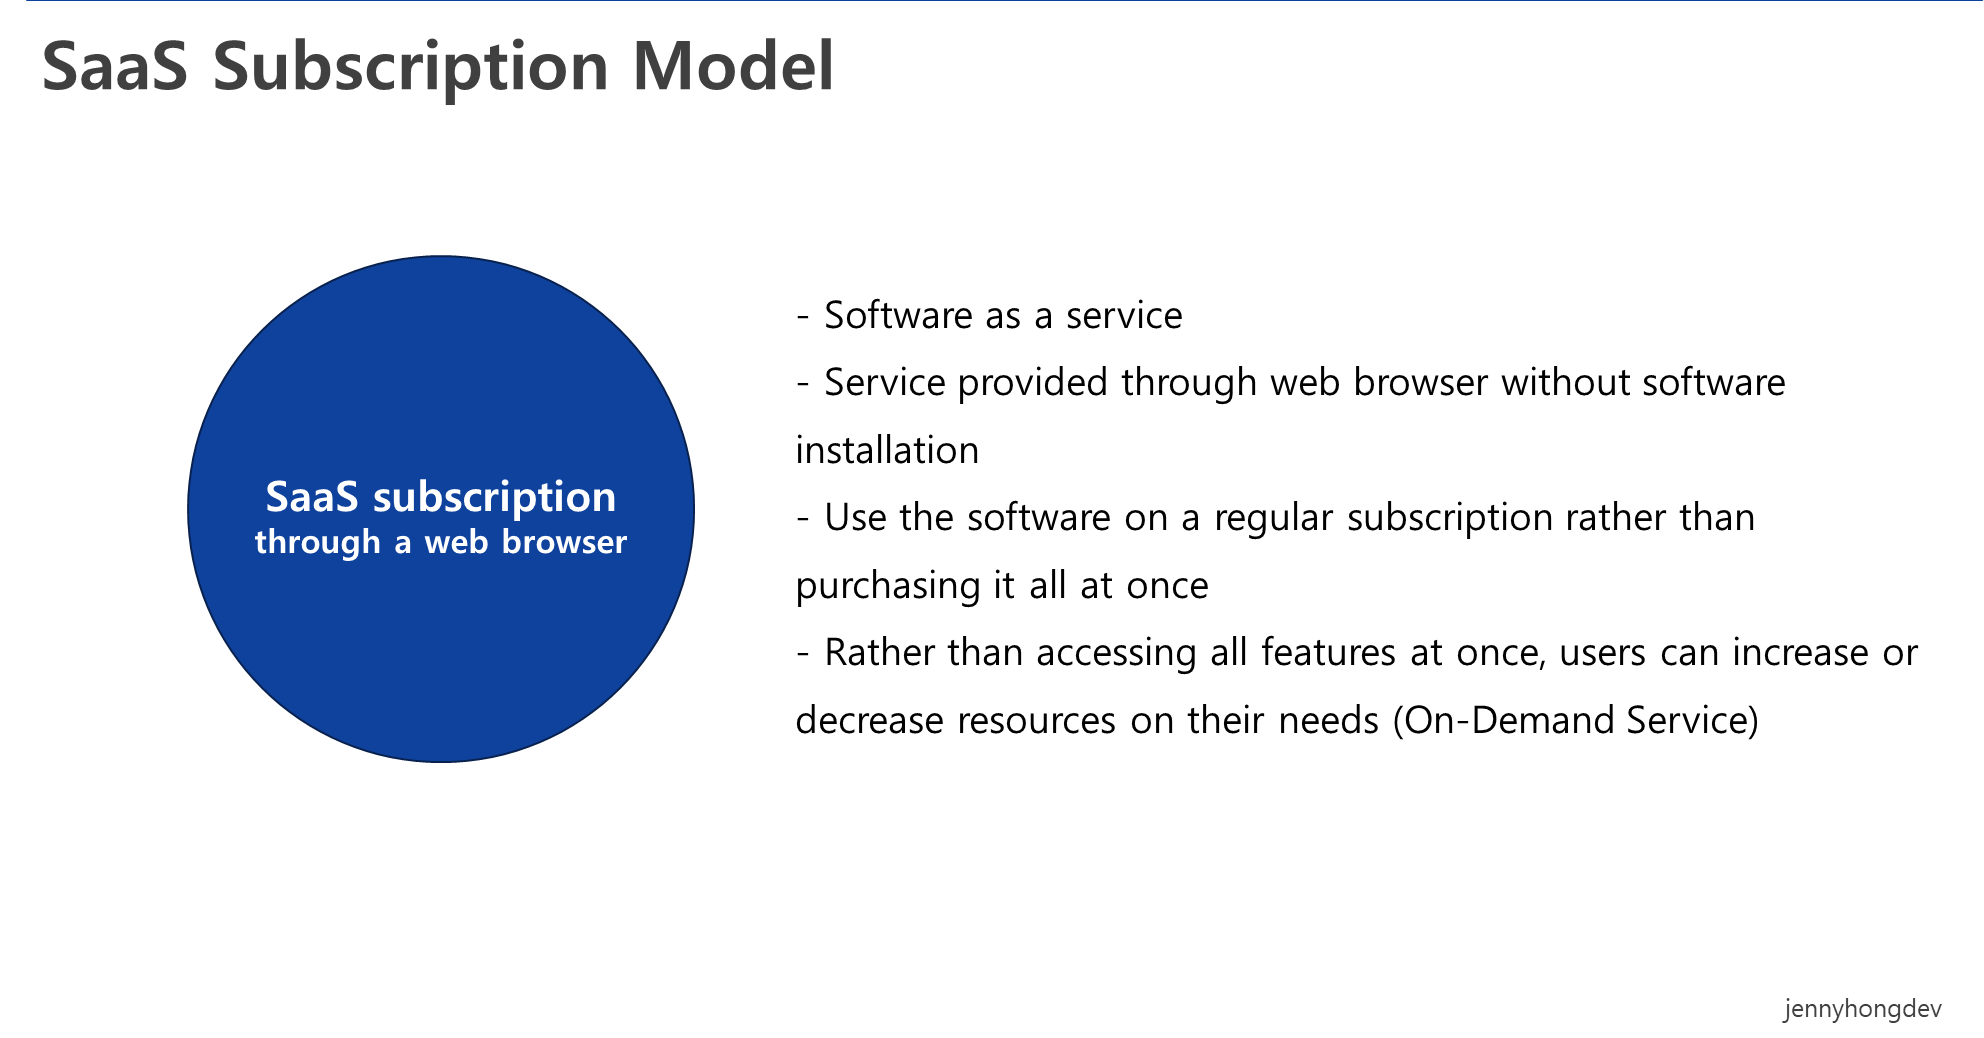 SaaS Subscription Model
SaaS subscription
through a web browser
- Software as a service
- Service provided through web browser without software
installation
- Use the software on a regular subscription rather than
purchasing it all at once
- Rather than accessing all features at once, users can increase or
decrease resources on their needs (On-Demand Service)
jennyhongdev